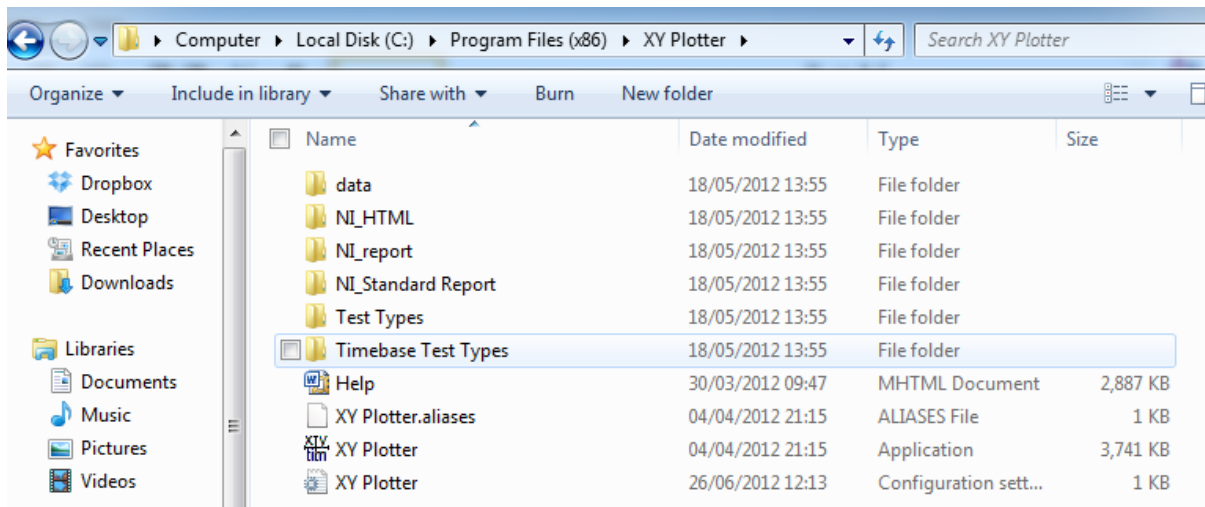 Computer Local Disk (C:) Program Files (x86) XY Plotter Search XY Plotter
Organize Include in library Share with Burn New folder
Name Date modified Type Size
Favorites
Dropbox
Desktop
Recent Places
Downloads
Libraries
Documents
Music
Pictures
Videos
data 18/05/2012 13:55 File folder
NI_HTML 18/05/2012 13:55 File folder
NI_report 18/05/2012 13:55 File folder
NI_Standard Report 18/05/2012 13:55 File folder
Test Types 18/05/2012 13:55 File folder
Timebase Test Types 18/05/2012 13:55 File folder
Help 30/03/2012 09:47 MHTML Document 2,887 KB
XY Plotter.aliases 04/04/2012 21:15 ALIASES File 1 KB
XY Plotter 04/04/2012 21:15 Application 3,741 KB
XY Plotter 26/06/2012 12:13 Configuration sett... 1 KB